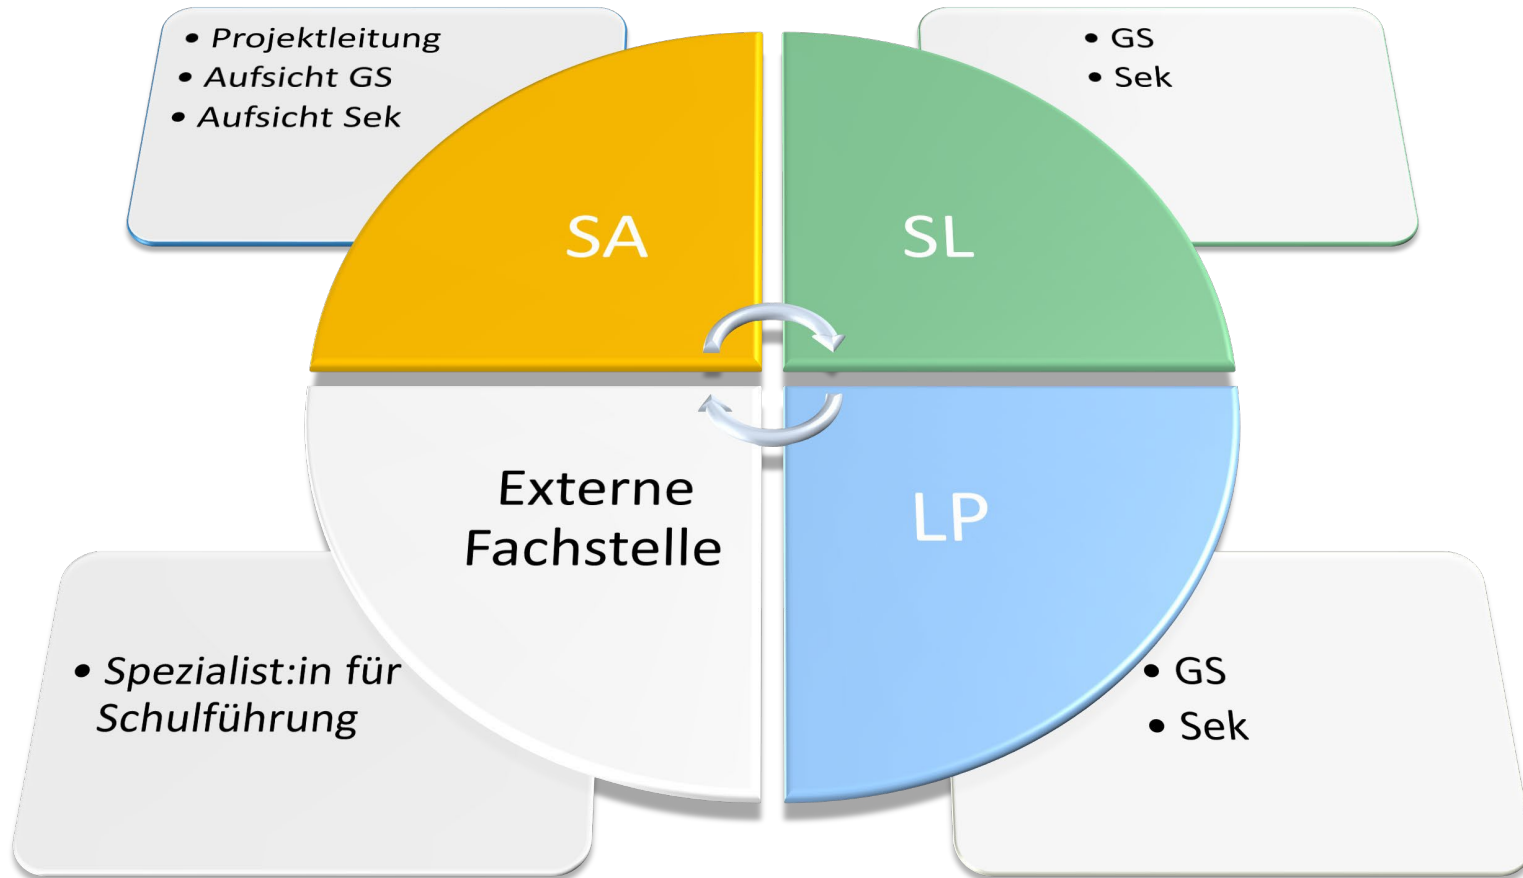 • Projektleitung
• Aufsicht GS
• Aufsicht Sek
• GS
• Sek
SA
SL
Externe
Fachstelle
LP
• Spezialist:in für
Schulführung
• GS
• Sek